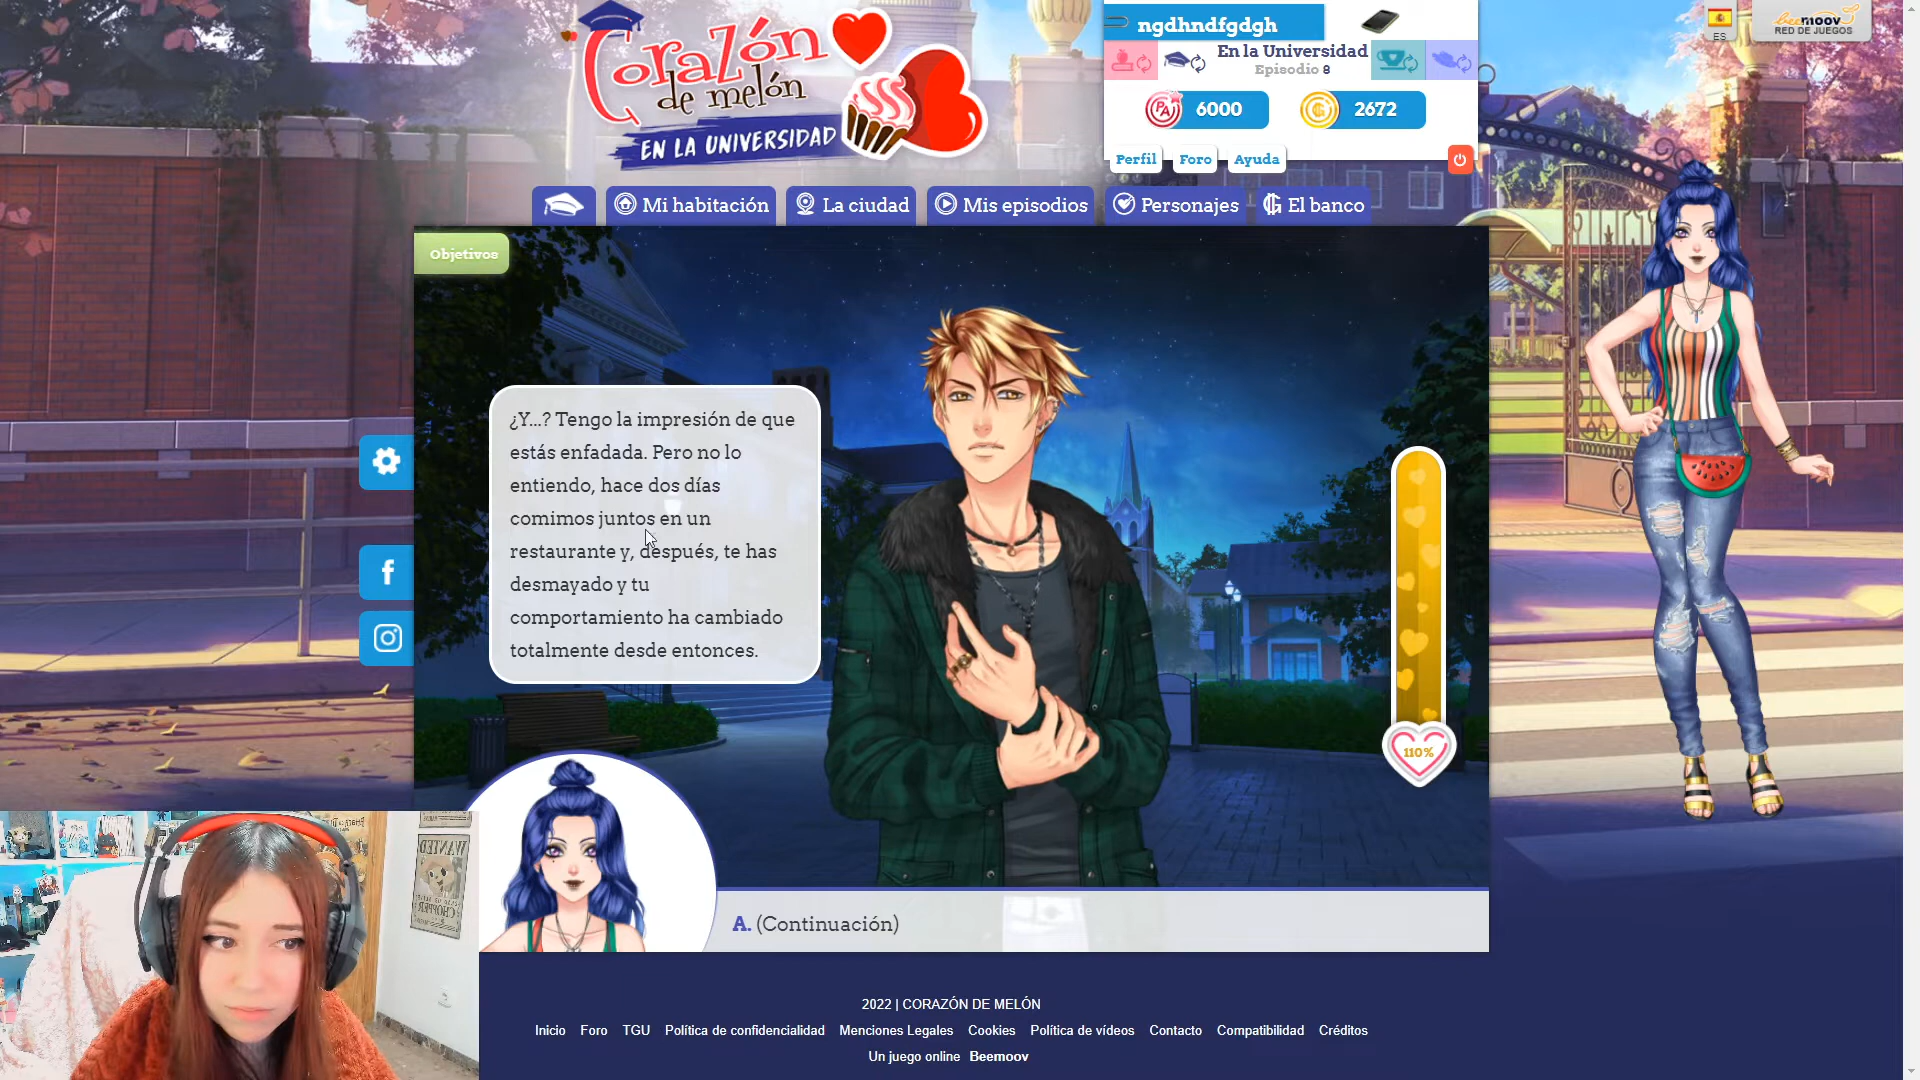 Corazón
de melón
EN LA UNIVERSIDAD
ngdhndfgdgh
En la Universidad
Episodio 8
PA
6000
2672
Perfil
Foro
Ayuda
ES
beemoov
RED DE JUEGOS
Mi habitación
La ciudad
Mis episodios
Personajes
El banco
Objetivos
¿Y...? Tengo la impresión de que
estás enfadada. Pero no lo
entiendo, hace dos días
comimos juntos en un
restaurante y, después, te has
desmayado y tu
comportamiento ha cambiado
totalmente desde entonces.
110%
WANTED
CHOPPER
A. (Continuación)
2022 | CORAZÓN DE MELÓN
Inicio Foro TGU Política de confidencialidad Menciones Legales Cookies Política de vídeos Contacto Compatibilidad Créditos
Un juego online Beemoov